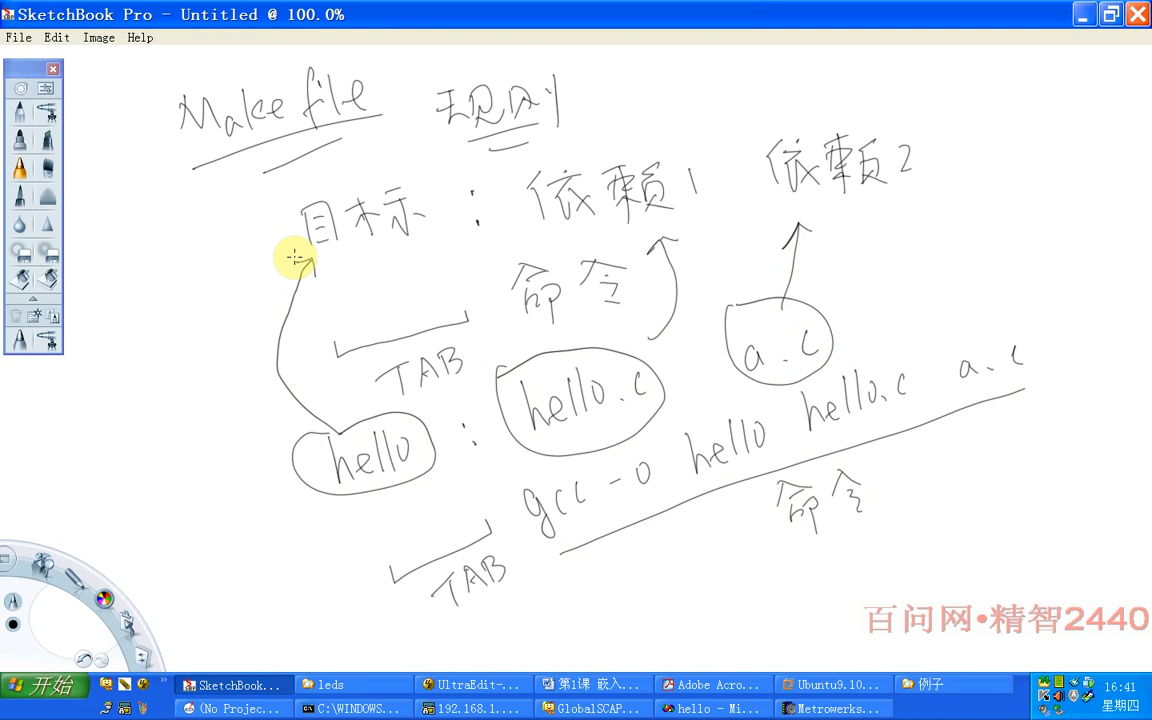 SketchBook Pro - Untitled @ 100.0%
File Edit Image Help
Makefile 规则
目标 : 依赖1 依赖2
命令
TAB
hello : hello.c a.c
gcc -o hello hello.c a.c
TAB
命令
百问网•精智2440
开始 SketchBook... leds UltraEdit-... 第1课 嵌入... Adobe Acro... Ubuntu9.10... 例子 16:41
(No Projec... C:\WINDOWS... 192.168.1.... GlobalSCAP... hello - Mi... Metrowerks... 星期四